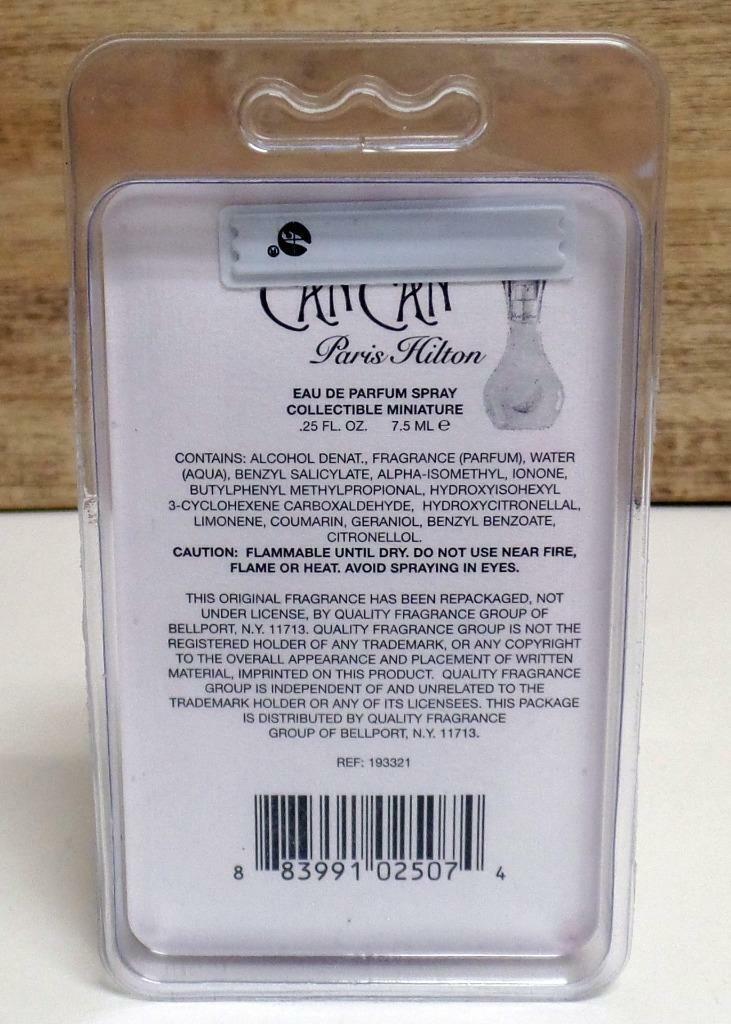 CAN CAN
Paris Hilton
EAU DE PARFUM SPRAY
COLLECTIBLE MINIATURE
.25 FL. OZ. 7.5 ML ℮
CONTAINS: ALCOHOL DENAT., FRAGRANCE (PARFUM), WATER
(AQUA), BENZYL SALICYLATE, ALPHA-ISOMETHYL, IONONE,
BUTYLPHENYL METHYLPROPIONAL, HYDROXYISOHEXYL
3-CYCLOHEXENE CARBOXALDEHYDE, HYDROXYCITRONELLAL,
LIMONENE, COUMARIN, GERANIOL, BENZYL BENZOATE,
CITRONELLOL.
CAUTION: FLAMMABLE UNTIL DRY. DO NOT USE NEAR FIRE,
FLAME OR HEAT. AVOID SPRAYING IN EYES.
THIS ORIGINAL FRAGRANCE HAS BEEN REPACKAGED, NOT
UNDER LICENSE, BY QUALITY FRAGRANCE GROUP OF
BELLPORT, N.Y. 11713. QUALITY FRAGRANCE GROUP IS NOT THE
REGISTERED HOLDER OF ANY TRADEMARK, OR ANY COPYRIGHT
TO THE OVERALL APPEARANCE AND PLACEMENT OF WRITTEN
MATERIAL, IMPRINTED ON THIS PRODUCT. QUALITY FRAGRANCE
GROUP IS INDEPENDENT OF AND UNRELATED TO THE
TRADEMARK HOLDER OR ANY OF ITS LICENSEES. THIS PACKAGE
IS DISTRIBUTED BY QUALITY FRAGRANCE
GROUP OF BELLPORT, N.Y. 11713.
REF: 193321
8 83991 02507 4